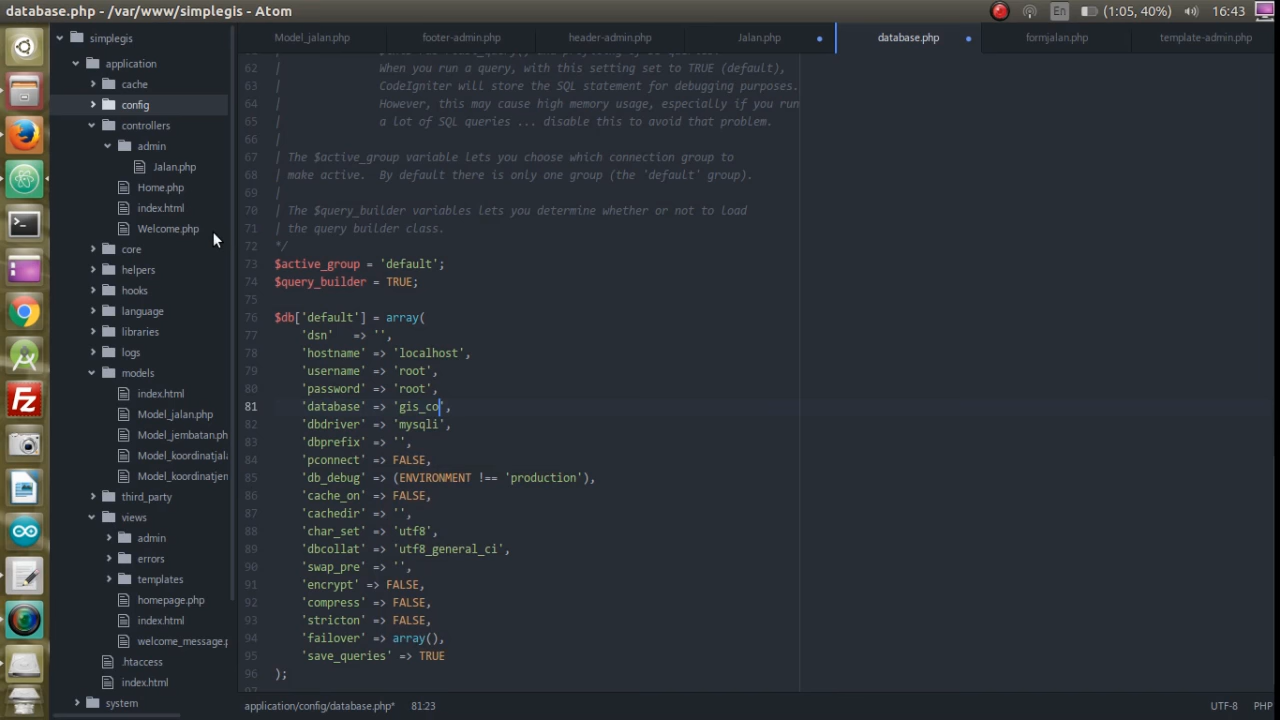 database.php - /var/www/simplegis - Atom
En
(1:05, 40%)
16:43
simplegis
application
cache
config
controllers
admin
Jalan.php
Home.php
index.html
Welcome.php
core
helpers
hooks
language
libraries
logs
models
index.html
Model_jalan.php
Model_jembatan.ph
Model_koordinatjala
Model_koordinatjen
third_party
views
admin
errors
templates
homepage.php
index.html
welcome_message.p
.htaccess
index.html
system
Model_jalan.php
footer-admin.php
header-admin.php
Jalan.php
database.php
formjalan.php
template-admin.php
62 | When you run a query, with this setting set to TRUE (default),
63 | CodeIgniter will store the SQL statement for debugging purposes.
64 | However, this may cause high memory usage, especially if you run
65 | a lot of SQL queries ... disable this to avoid that problem.
66 |
67 | The $active_group variable lets you choose which connection group to
68 | make active.  By default there is only one group (the 'default' group).
69 |
70 | The $query_builder variables lets you determine whether or not to load
71 | the query builder class.
72 */
73 $active_group = 'default';
74 $query_builder = TRUE;
75
76 $db['default'] = array(
77 'dsn'   => '',
78 'hostname' => 'localhost',
79 'username' => 'root',
80 'password' => 'root',
81 'database' => 'gis_co',
82 'dbdriver' => 'mysqli',
83 'dbprefix' => '',
84 'pconnect' => FALSE,
85 'db_debug' => (ENVIRONMENT !== 'production'),
86 'cache_on' => FALSE,
87 'cachedir' => '',
88 'char_set' => 'utf8',
89 'dbcollat' => 'utf8_general_ci',
90 'swap_pre' => '',
91 'encrypt' => FALSE,
92 'compress' => FALSE,
93 'stricton' => FALSE,
94 'failover' => array(),
95 'save_queries' => TRUE
96 );
application/config/database.php*
81:23
UTF-8
PHP